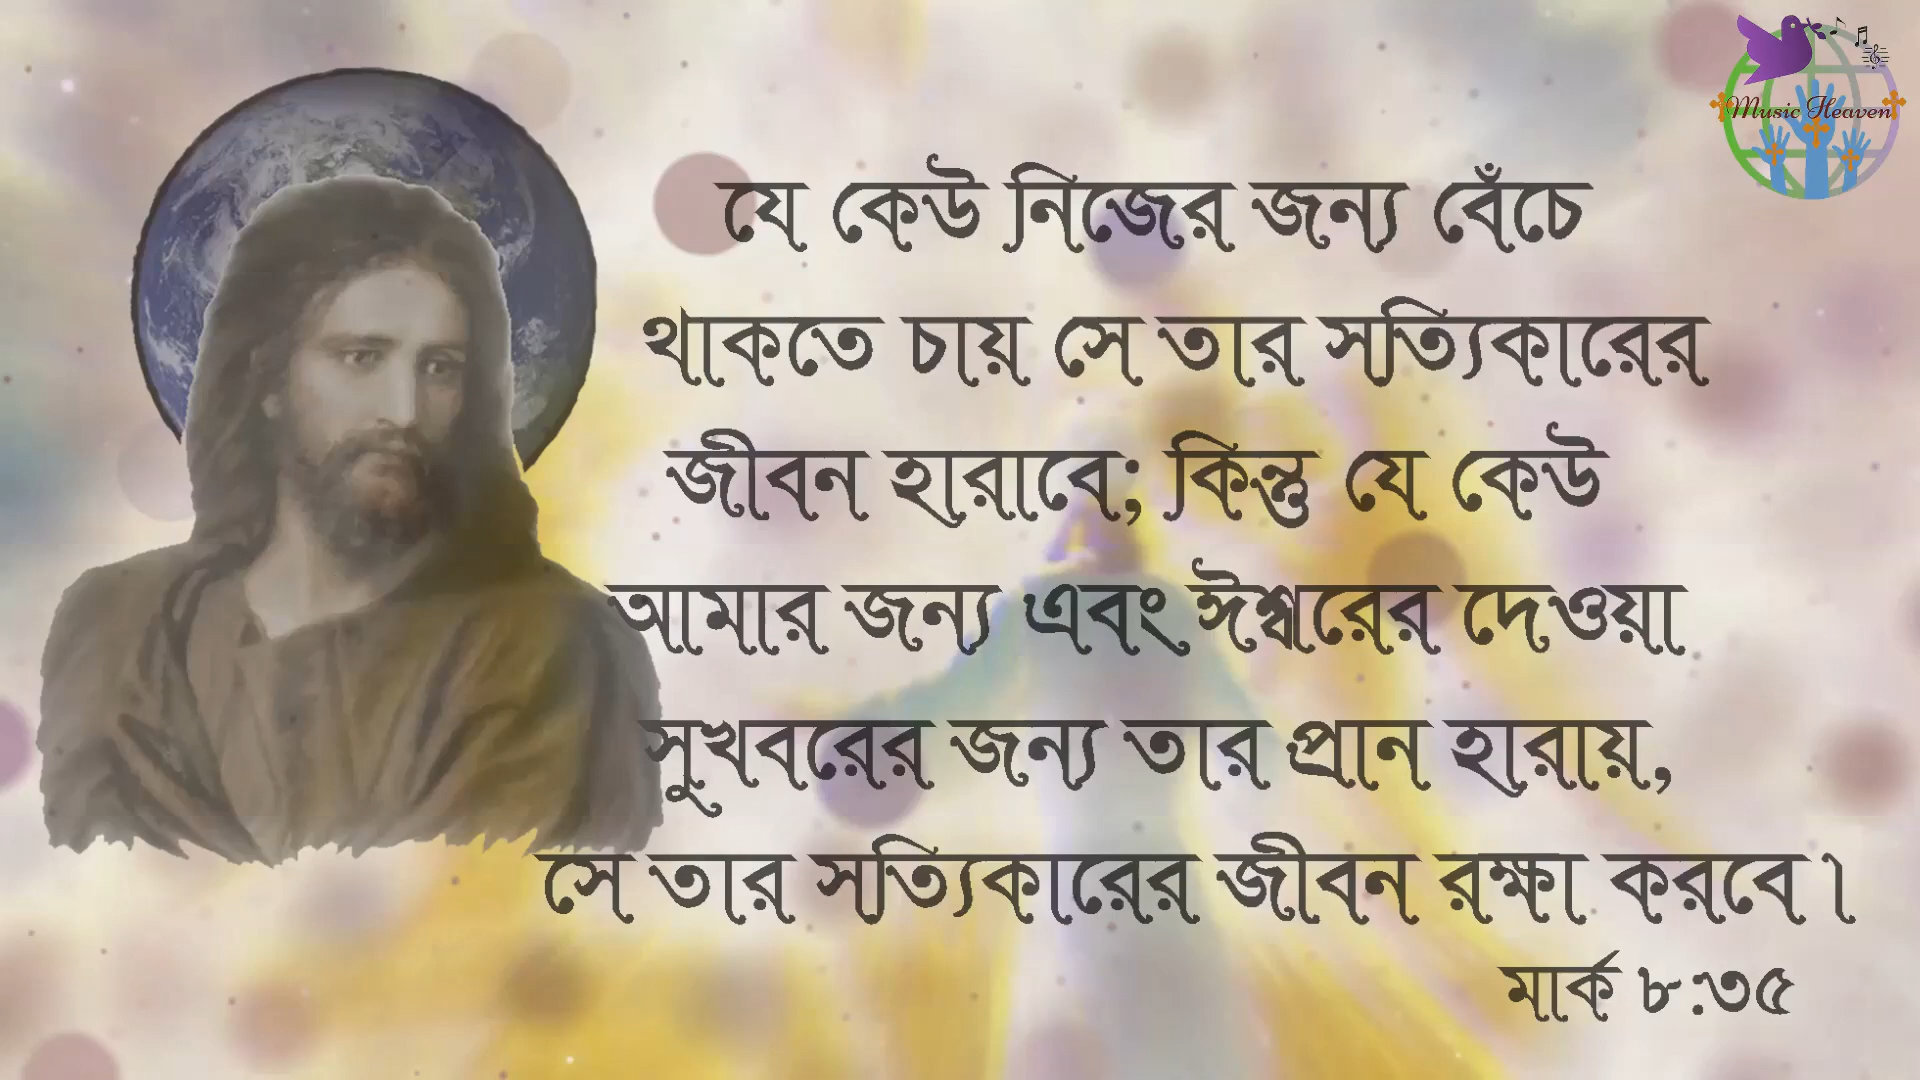 Music Heaven
যে কেউ নিজের জন্য বেঁচে
থাকতে চায় সে তার সত্যিকারের
জীবন হারাবে; কিন্তু যে কেউ
আমার জন্য এবং ঈশ্বরের দেওয়া
সুখবরের জন্য তার প্রান হারায়,
সে তার সত্যিকারের জীবন রক্ষা করবে।
মার্ক ৮:৩৫